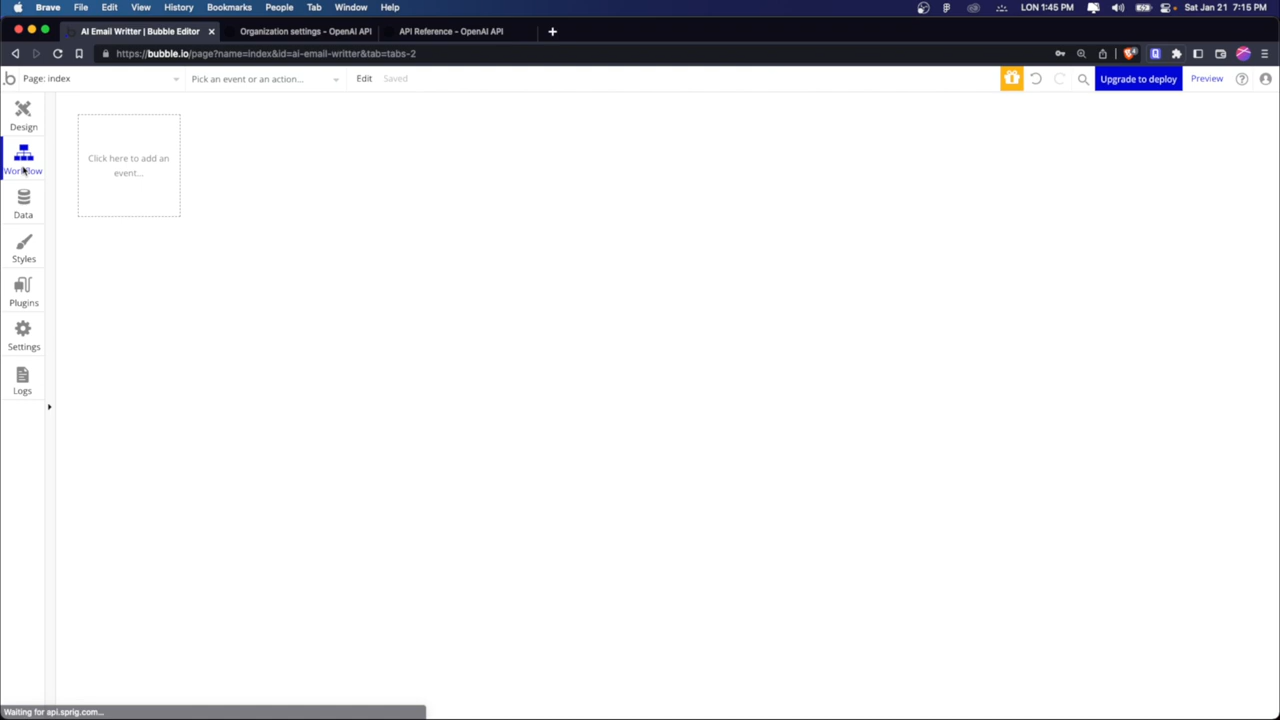 Brave File Edit View History Bookmarks People Tab Window Help LON 1:45 PM Sat Jan 21 7:15 PM
AI Email Writter | Bubble Editor Organization settings - OpenAI API API Reference - OpenAI API
https://bubble.io/page?name=index&id=ai-email-writter&tab=tabs-2
Page: index Pick an event or an action... Edit Saved Upgrade to deploy Preview
Design
Workflow
Data
Styles
Plugins
Settings
Logs
Click here to add an
event...
Waiting for api.sprig.com...